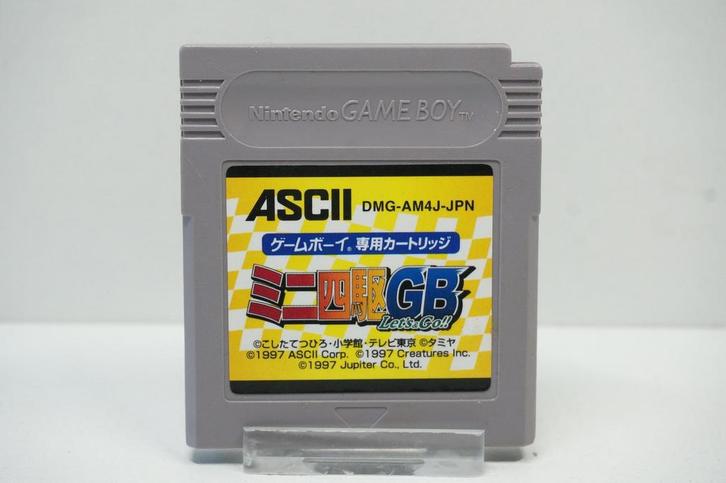 Nintendo GAME BOY TM
ASCII DMG-AM4J-JPN
ゲームボーイ® 専用カートリッジ
ミニ四駆GB
Let's&Go!!
©こしたてつひろ・小学館・テレビ東京 ©タミヤ
©1997 ASCII Corp. ©1997 Creatures Inc.
©1997 Jupiter Co., Ltd.